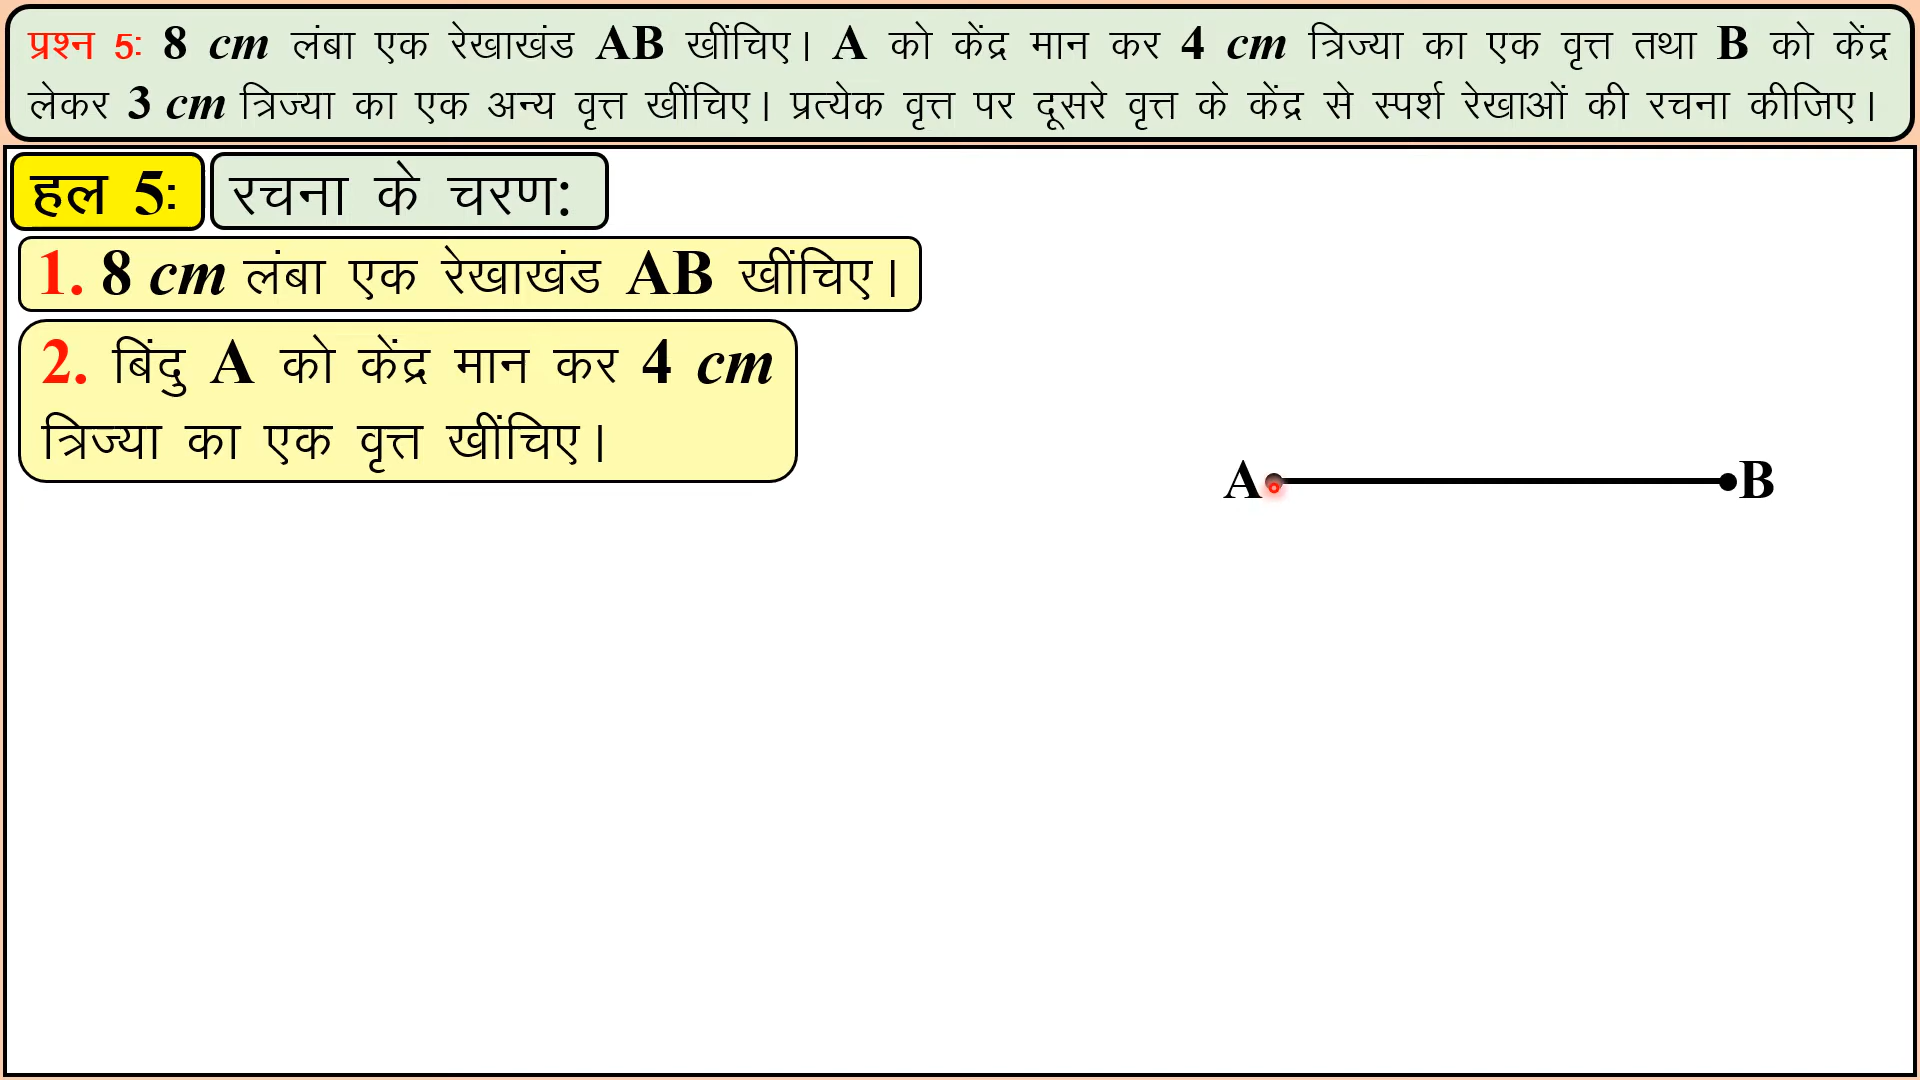 प्रश्न 5: 8 cm लंबा एक रेखाखंड AB खींचिए। A को केंद्र मान कर 4 cm त्रिज्या का एक वृत्त तथा B को केंद्र
लेकर 3 cm त्रिज्या का एक अन्य वृत्त खींचिए। प्रत्येक वृत्त पर दूसरे वृत्त के केंद्र से स्पर्श रेखाओं की रचना कीजिए।
हल 5: रचना के चरण:
1. 8 cm लंबा एक रेखाखंड AB खींचिए।
2. बिंदु A को केंद्र मान कर 4 cm
त्रिज्या का एक वृत्त खींचिए।
A B